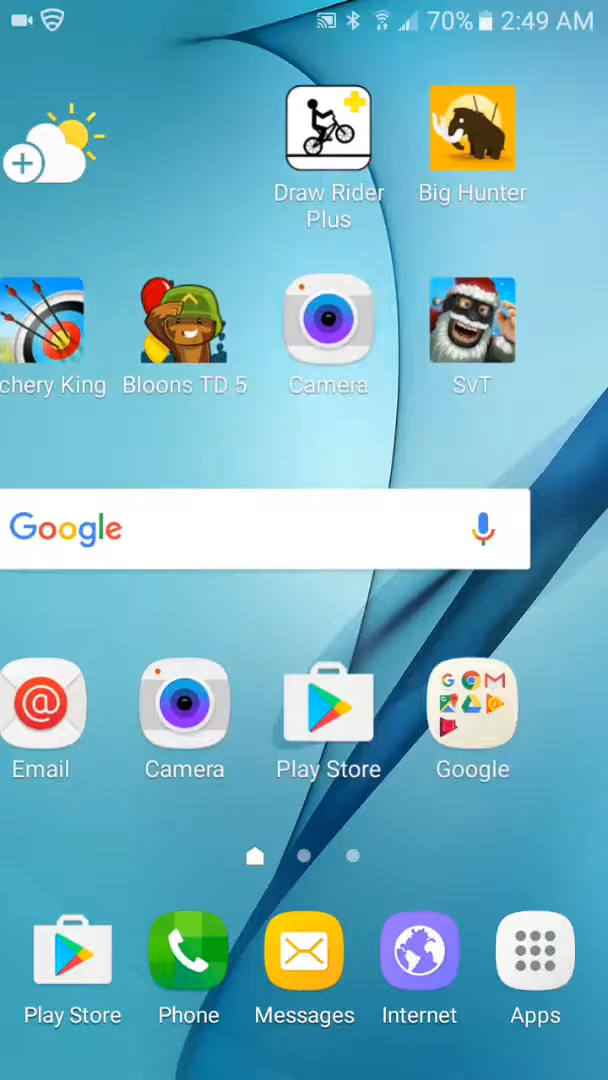 70% 2:49 AM
Draw Rider
Plus
Big Hunter
chery King
Bloons TD 5
Camera
SvT
Google
Email
Camera
Play Store
Google
Play Store
Phone
Messages
Internet
Apps